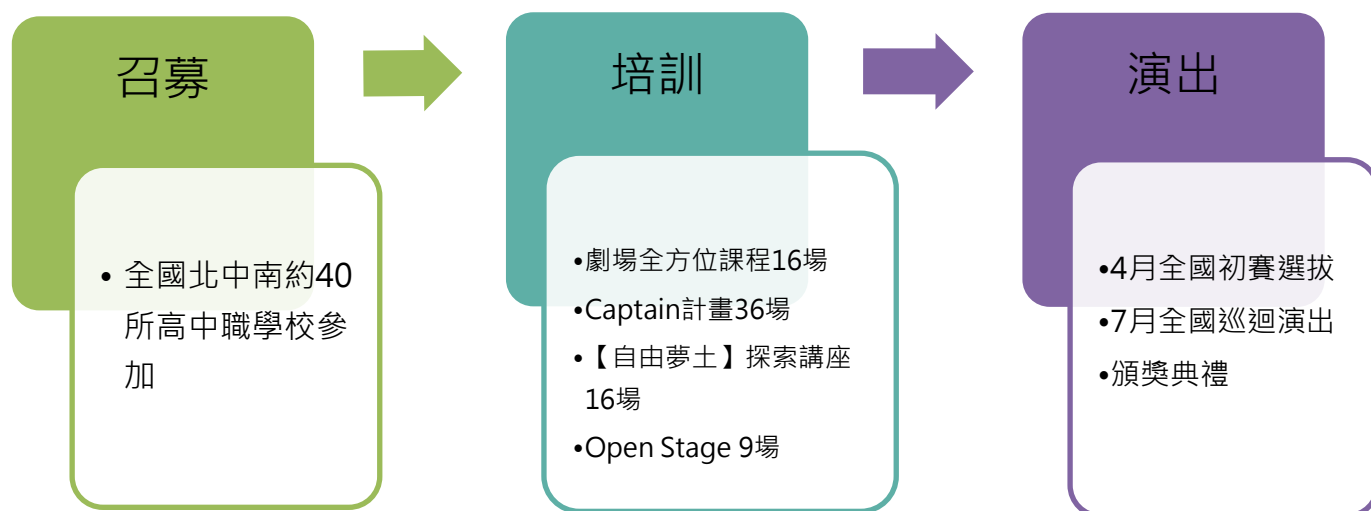 召募
• 全國北中南約40
所高中職學校參
加
培訓
•劇場全方位課程16場
•Captain計畫36場
•【自由夢土】探索講座
16場
•Open Stage 9場
演出
•4月全國初賽選拔
•7月全國巡迴演出
•頒獎典禮